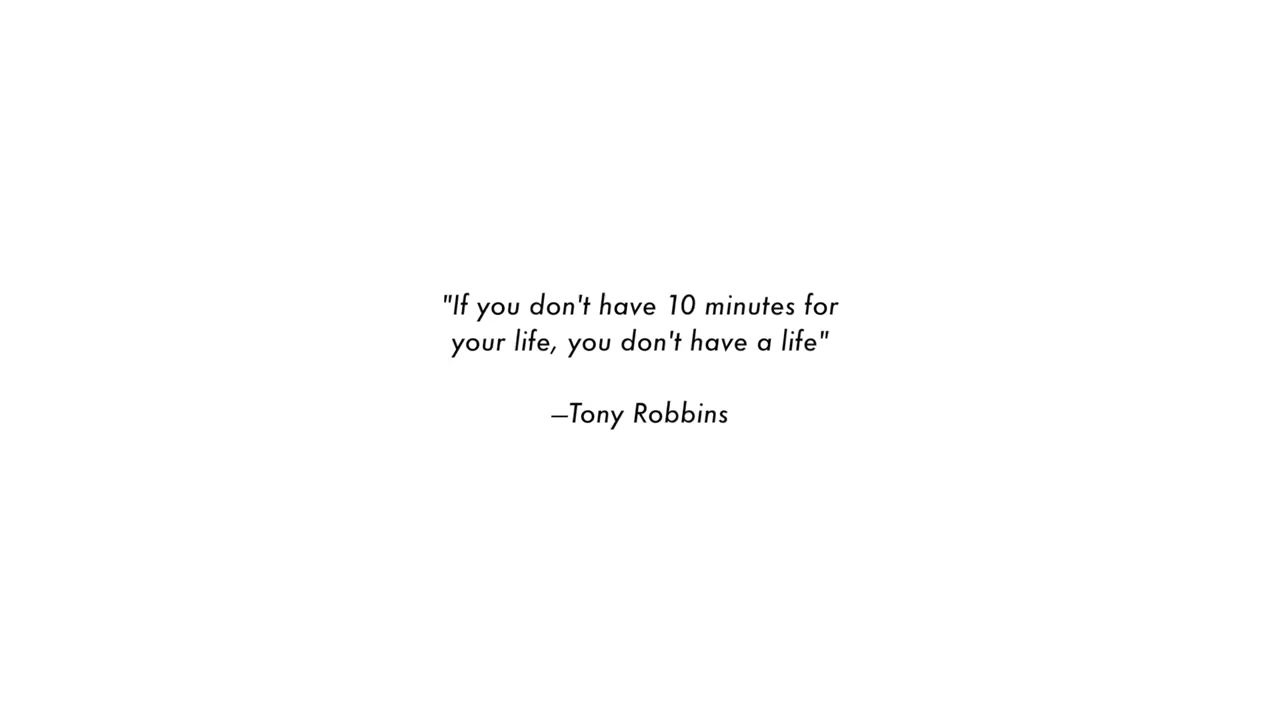 "If you don't have 10 minutes for
your life, you don't have a life"
—Tony Robbins